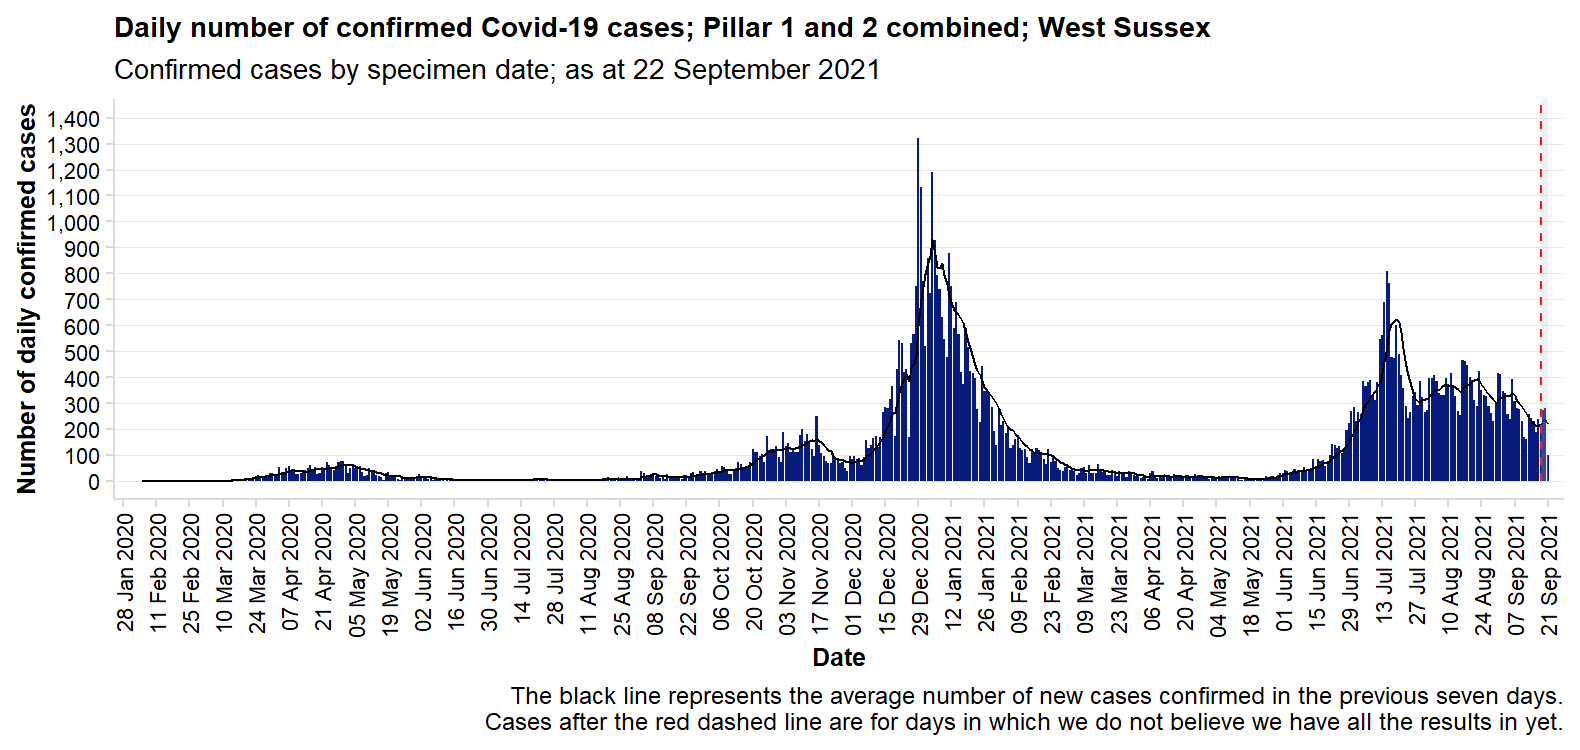 Daily number of confirmed Covid-19 cases; Pillar 1 and 2 combined; West Sussex
Confirmed cases by specimen date; as at 22 September 2021
Number of daily confirmed cases
1,400
1,300
1,200
1,100
1,000
900
800
700
600
500
400
300
200
100
0
28 Jan 2020
11 Feb 2020
25 Feb 2020
10 Mar 2020
24 Mar 2020
07 Apr 2020
21 Apr 2020
05 May 2020
19 May 2020
02 Jun 2020
16 Jun 2020
30 Jun 2020
14 Jul 2020
28 Jul 2020
11 Aug 2020
25 Aug 2020
08 Sep 2020
22 Sep 2020
06 Oct 2020
20 Oct 2020
03 Nov 2020
17 Nov 2020
01 Dec 2020
15 Dec 2020
29 Dec 2020
12 Jan 2021
26 Jan 2021
09 Feb 2021
23 Feb 2021
09 Mar 2021
23 Mar 2021
06 Apr 2021
20 Apr 2021
04 May 2021
18 May 2021
01 Jun 2021
15 Jun 2021
29 Jun 2021
13 Jul 2021
27 Jul 2021
10 Aug 2021
24 Aug 2021
07 Sep 2021
21 Sep 2021
Date
The black line represents the average number of new cases confirmed in the previous seven days.
Cases after the red dashed line are for days in which we do not believe we have all the results in yet.